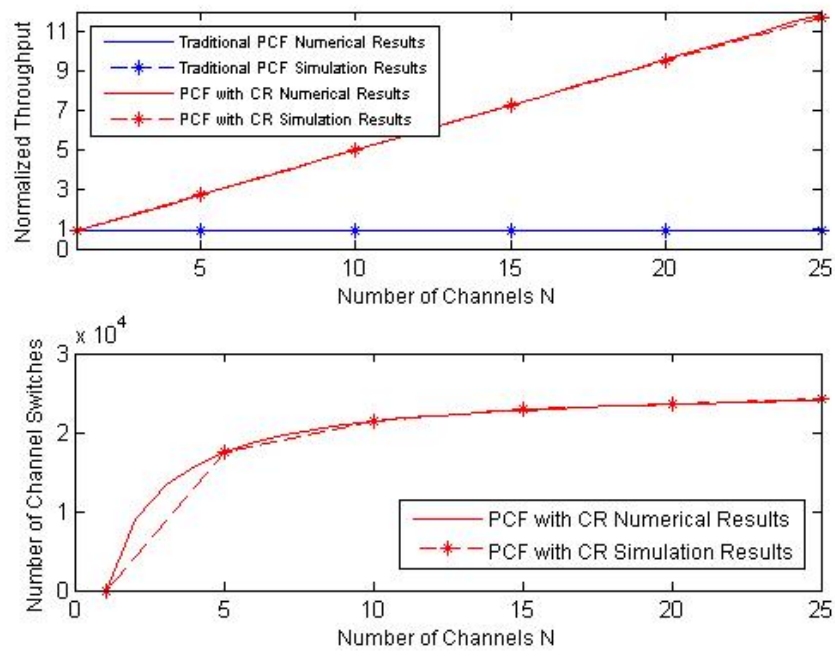 Normalized Throughput
11
9
7
5
3
1
0
Traditional PCF Numerical Results
Traditional PCF Simulation Results
PCF with CR Numerical Results
PCF with CR Simulation Results
5 10 15 20 25
Number of Channels N
x 10^4
Number of Channel Switches
3
2
1
0
PCF with CR Numerical Results
PCF with CR Simulation Results
0 5 10 15 20 25
Number of Channels N